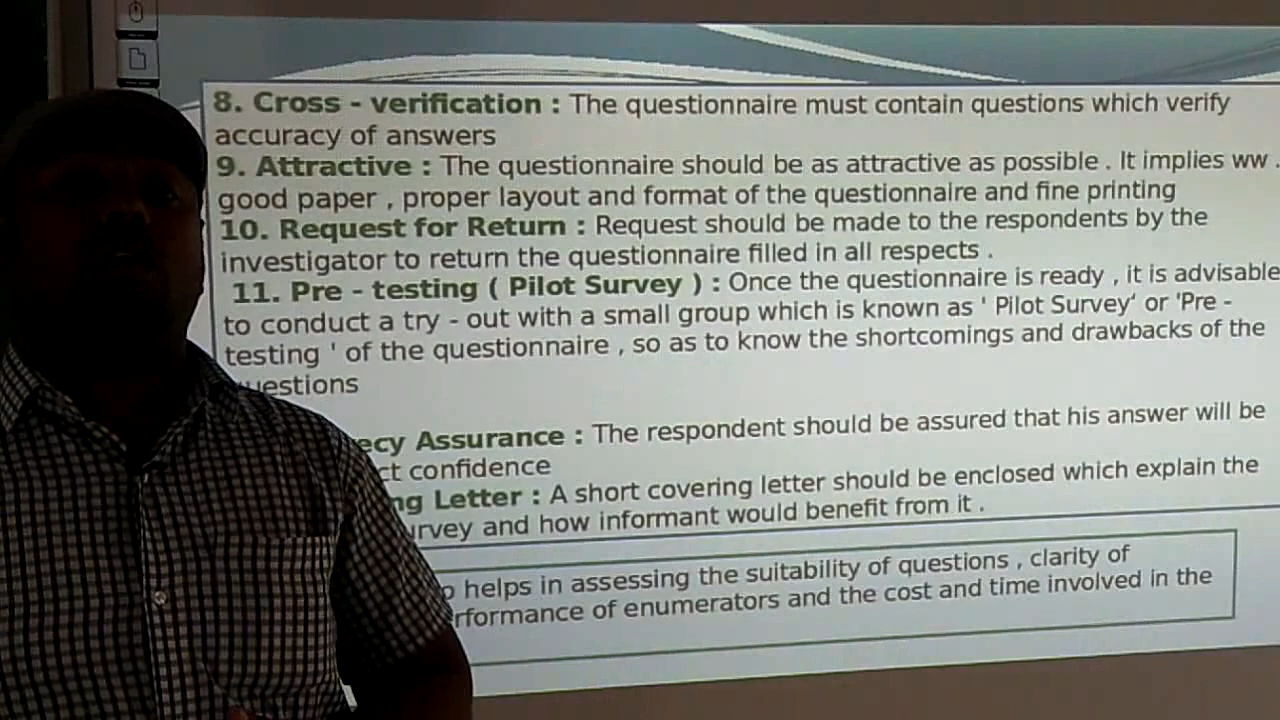 8. Cross - verification : The questionnaire must contain questions which verify
accuracy of answers
9. Attractive : The questionnaire should be as attractive as possible . It implies ww .
good paper , proper layout and format of the questionnaire and fine printing
10. Request for Return : Request should be made to the respondents by the
investigator to return the questionnaire filled in all respects .
11. Pre - testing ( Pilot Survey ) : Once the questionnaire is ready , it is advisable
to conduct a try - out with a small group which is known as ' Pilot Survey' or 'Pre -
testing ' of the questionnaire , so as to know the shortcomings and drawbacks of the
uestions
ecy Assurance : The respondent should be assured that his answer will be
ct confidence
ng Letter : A short covering letter should be enclosed which explain the
urvey and how informant would benefit from it .
helps in assessing the suitability of questions , clarity of
rformance of enumerators and the cost and time involved in the